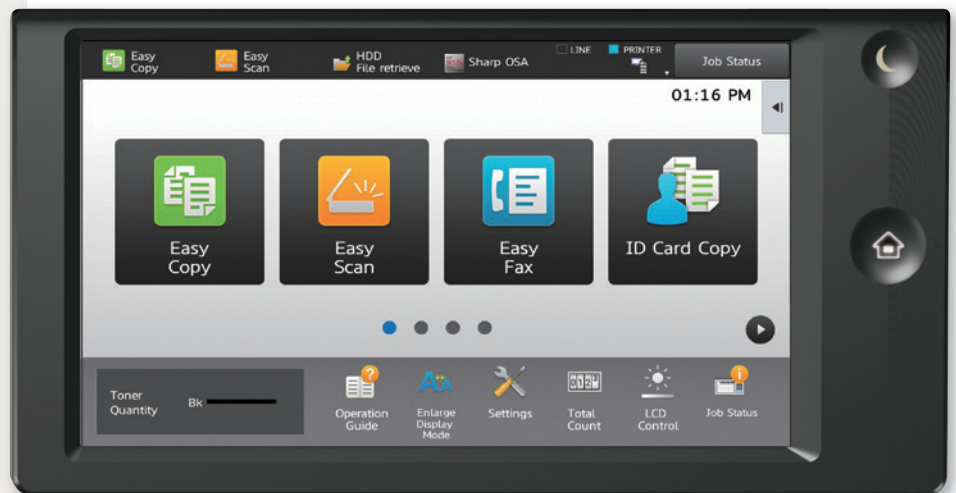 Easy
Copy
Easy
Scan
HDD
File retrieve
Sharp OSA
LINE
PRINTER
Job Status
01:16 PM
Easy
Copy
Easy
Scan
Easy
Fax
ID Card Copy
Toner
Quantity
Bk
Operation
Guide
Enlarge
Display
Mode
Settings
Total
Count
LCD
Control
Job Status